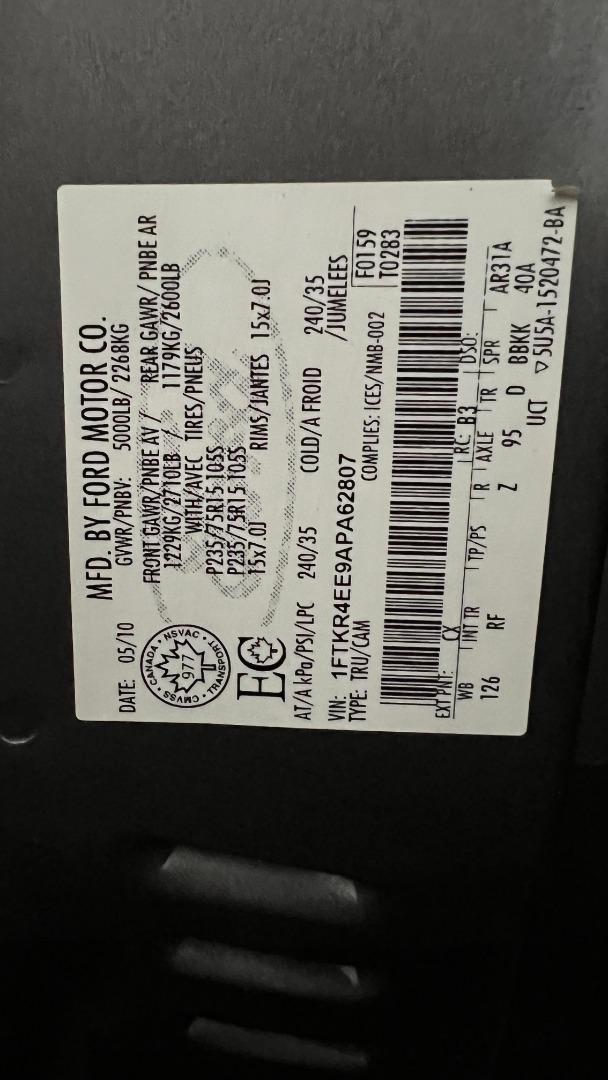 MFD. BY FORD MOTOR CO.
DATE: 05/10
GVWR/PNBV: 5000LB/ 2268KG
FRONT GAWR/PNBE AV / REAR GAWR/ PNBE AR
1229KG/2710LB / 1179KG/2600LB
WITH/AVEC TIRES/PNEUS
P235/75R15 105S
P235/75R15 105S
15x7.0J RIMS/JANTES 15x7.0J
CANADA • NSVAC • TRANSPORT • CMVSS
977
EC
AT/A kPa/PSI/LPC 240/35 COLD/A FROID 240/35
/JUMELEES
VIN: 1FTKR4EE9APA62807
TYPE: TRU/CAM
COMPLIES: ICES/NMB-002
F0159
T0283
EXT PNT: CX RC: B3 DSO:
WB INT TR TP/PS R AXLE TR SPR AR31A
126 RF Z 95 D BBKK 40A
UCT ▽5U5A-1520472-BA